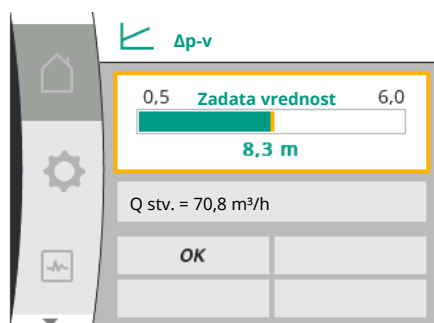 Δp-v
0,5 Zadata vrednost 6,0
8,3 m
Q stv. = 70,8 m³/h
OK